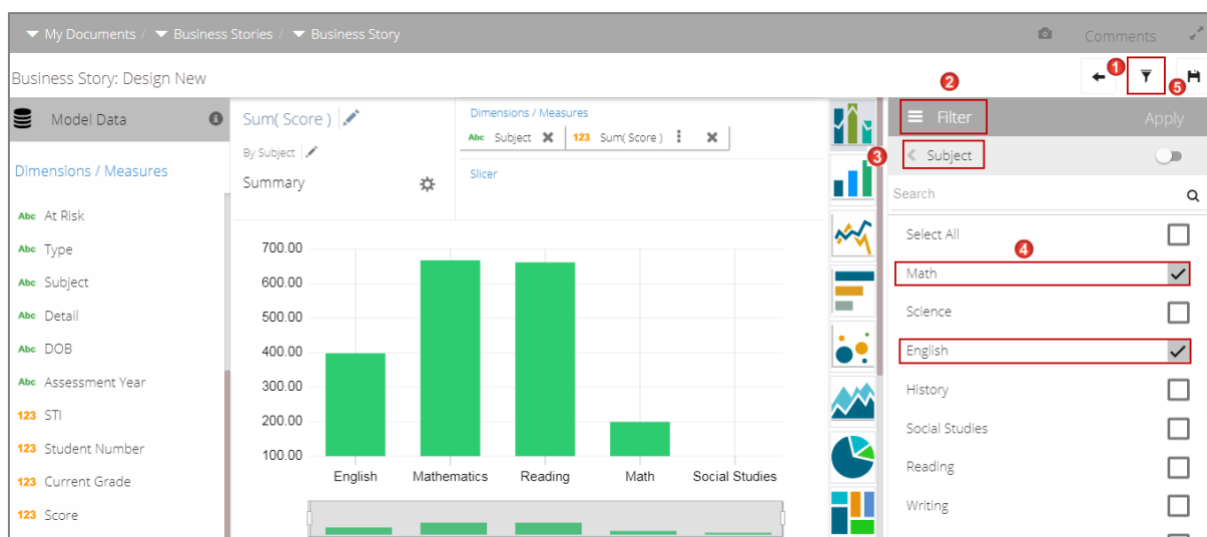 My Documents / Business Stories / Business Story
Comments
Business Story: Design New
1
5
Model Data
Dimensions / Measures
Abc At Risk
Abc Type
Abc Subject
Abc Detail
Abc DOB
Abc Assessment Year
123 STI
123 Student Number
123 Current Grade
123 Score
Sum( Score )
By Subject
Summary
Dimensions / Measures
Abc Subject
123 Sum( Score )
Slicer
700.00
600.00
500.00
400.00
300.00
200.00
100.00
English Mathematics Reading Math Social Studies
2
Filter Apply
3
Subject
Search
Select All
4
Math
Science
English
History
Social Studies
Reading
Writing